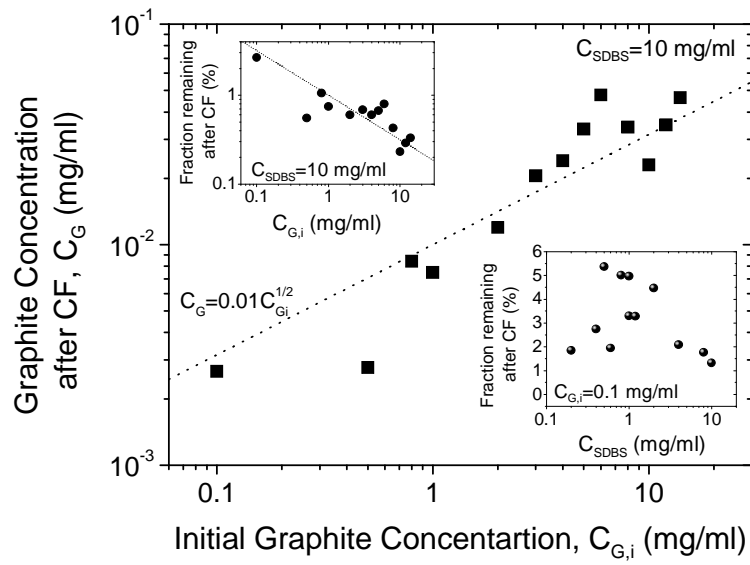 10⁻¹
10⁻²
10⁻³
Graphite Concentration
after CF, C_G (mg/ml)
C_SDBS=10 mg/ml
Fraction remaining
after CF (%)
1
0.1
C_SDBS=10 mg/ml
0.1 1 10
C_G,i (mg/ml)
C_G=0.01C_Gi^1/2
Fraction remaining
after CF (%)
6
5
4
3
2
1
0
C_G,i=0.1 mg/ml
0.1 1 10
C_SDBS (mg/ml)
0.1 1 10
Initial Graphite Concentartion, C_G,i (mg/ml)